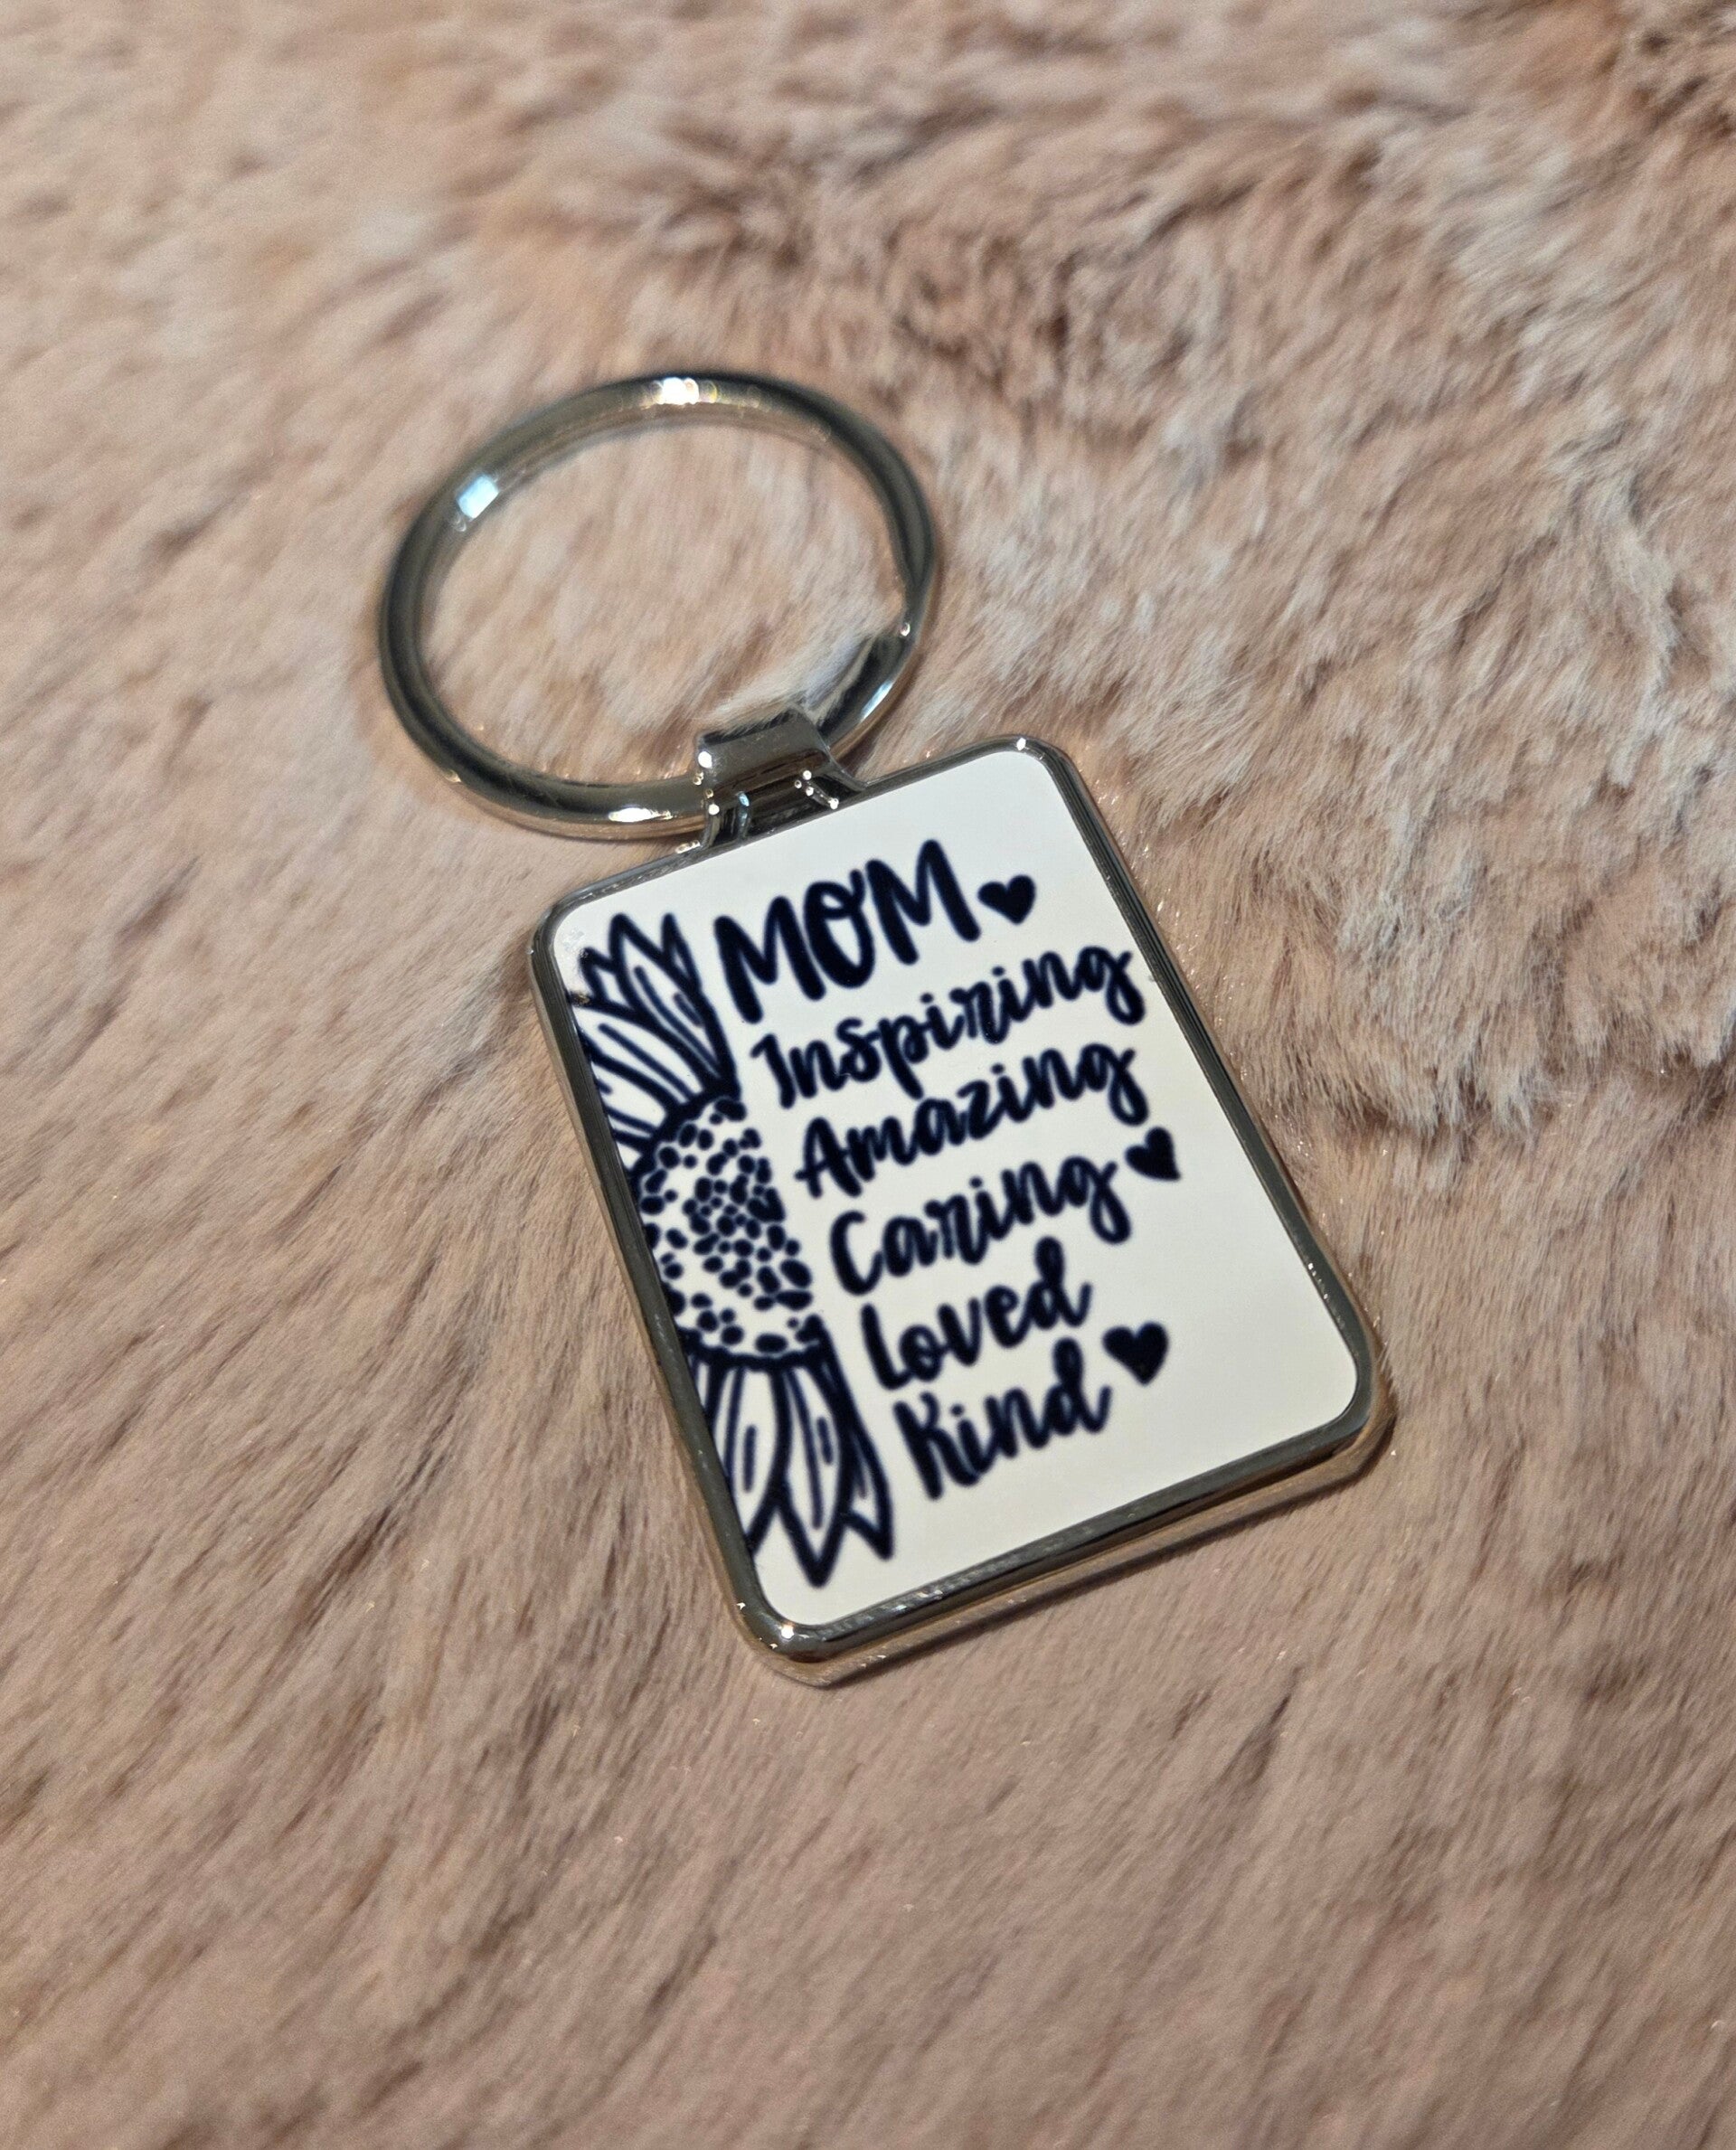 MOM
Inspiring
Amazing
Caring
Loved
Kind